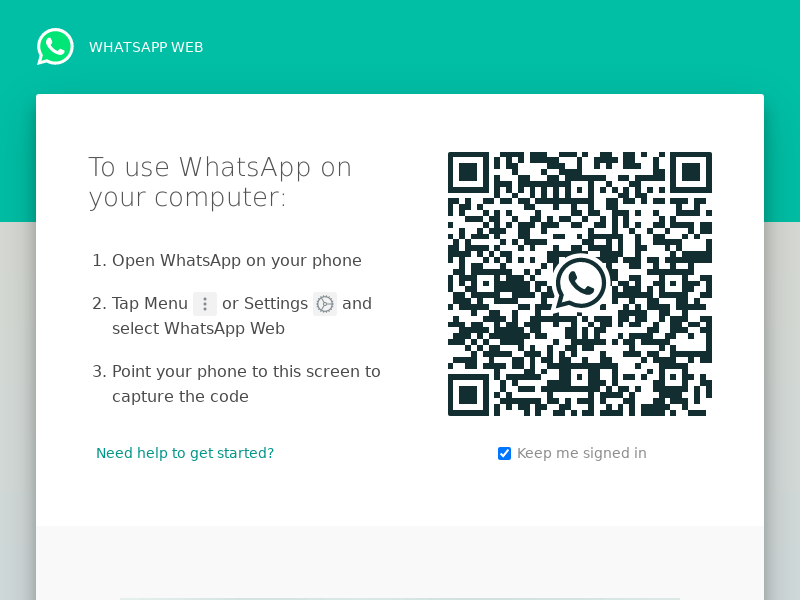 WHATSAPP WEB
To use WhatsApp on
your computer:
1. Open WhatsApp on your phone
2. Tap Menu or Settings and
select WhatsApp Web
3. Point your phone to this screen to
capture the code
Need help to get started?
Keep me signed in